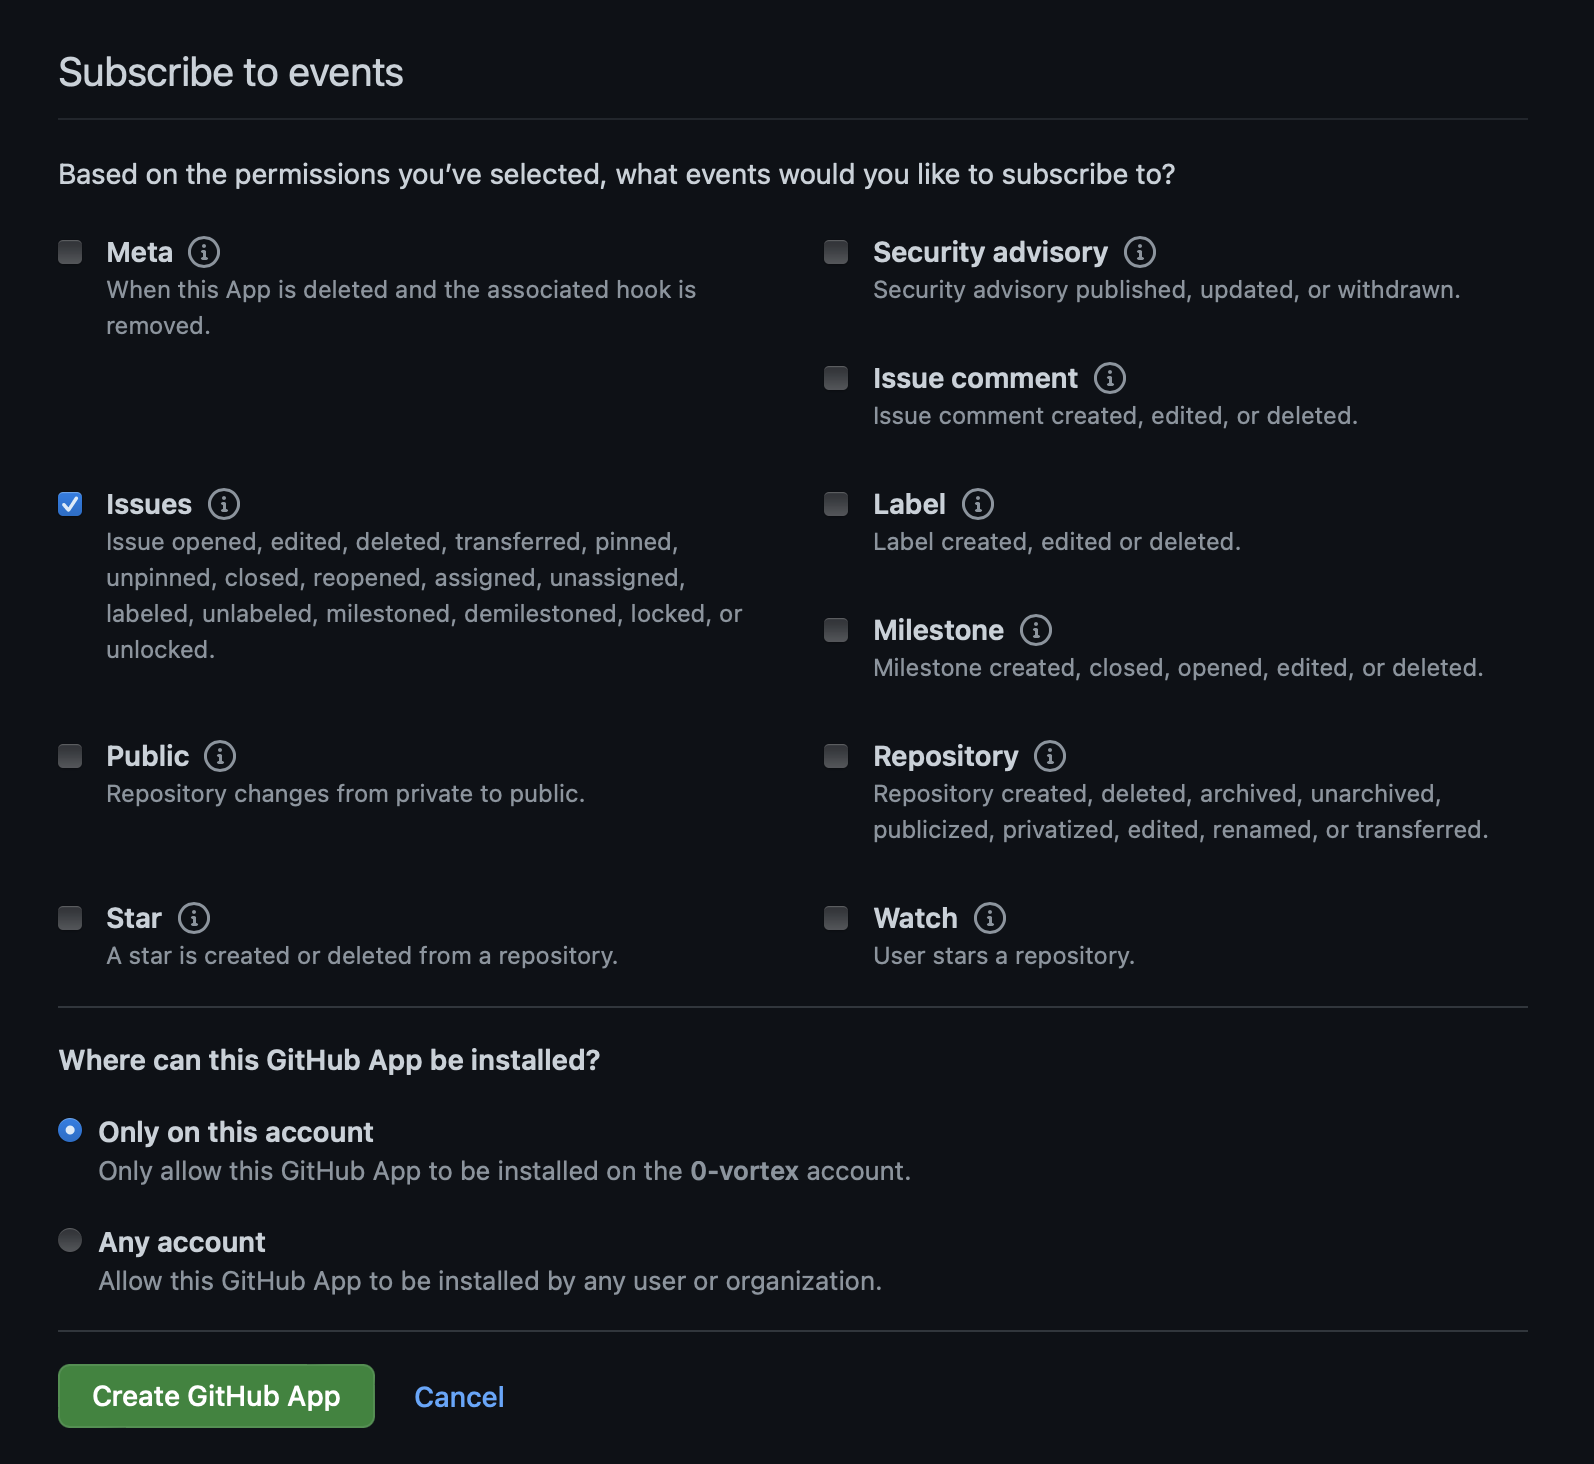 Subscribe to events
Based on the permissions you've selected, what events would you like to subscribe to?
Meta
When this App is deleted and the associated hook is
removed.
Security advisory
Security advisory published, updated, or withdrawn.
Issue comment
Issue comment created, edited, or deleted.
Issues
Issue opened, edited, deleted, transferred, pinned,
unpinned, closed, reopened, assigned, unassigned,
labeled, unlabeled, milestoned, demilestoned, locked, or
unlocked.
Label
Label created, edited or deleted.
Milestone
Milestone created, closed, opened, edited, or deleted.
Public
Repository changes from private to public.
Repository
Repository created, deleted, archived, unarchived,
publicized, privatized, edited, renamed, or transferred.
Star
A star is created or deleted from a repository.
Watch
User stars a repository.
Where can this GitHub App be installed?
Only on this account
Only allow this GitHub App to be installed on the 0-vortex account.
Any account
Allow this GitHub App to be installed by any user or organization.
Create GitHub App
Cancel